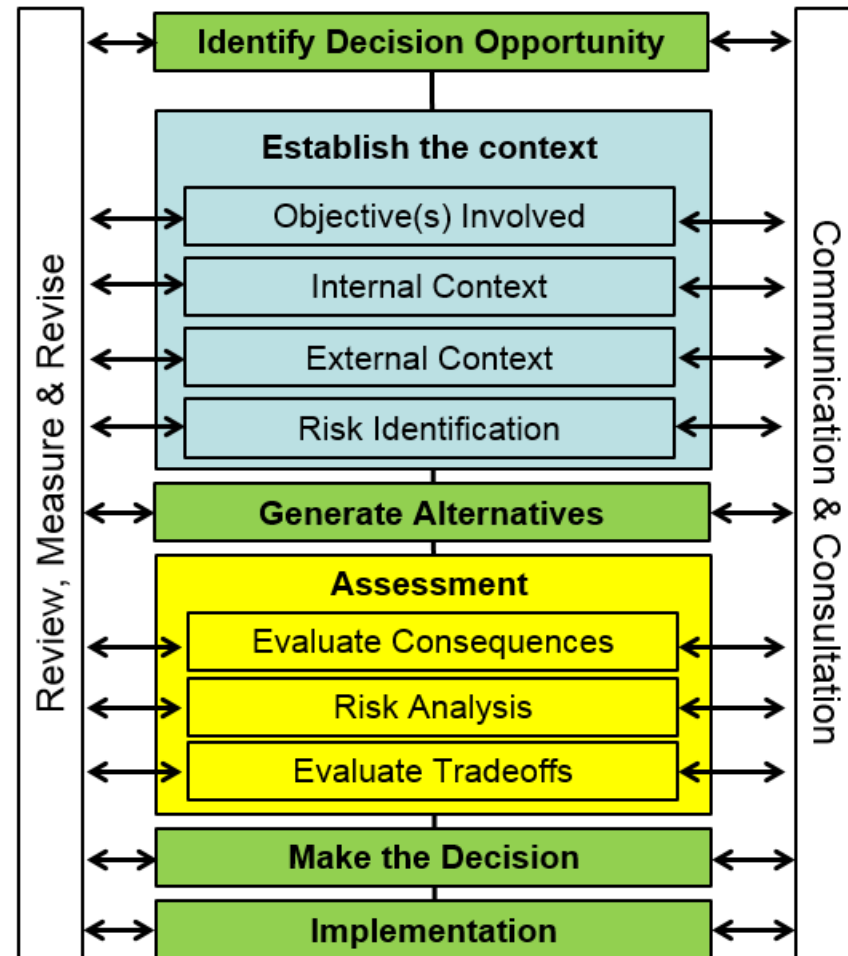 Identify Decision Opportunity
Establish the context
Objective(s) Involved
Internal Context
External Context
Risk Identification
Generate Alternatives
Assessment
Evaluate Consequences
Risk Analysis
Evaluate Tradeoffs
Make the Decision
Implementation
Review, Measure & Revise
Communication & Consultation